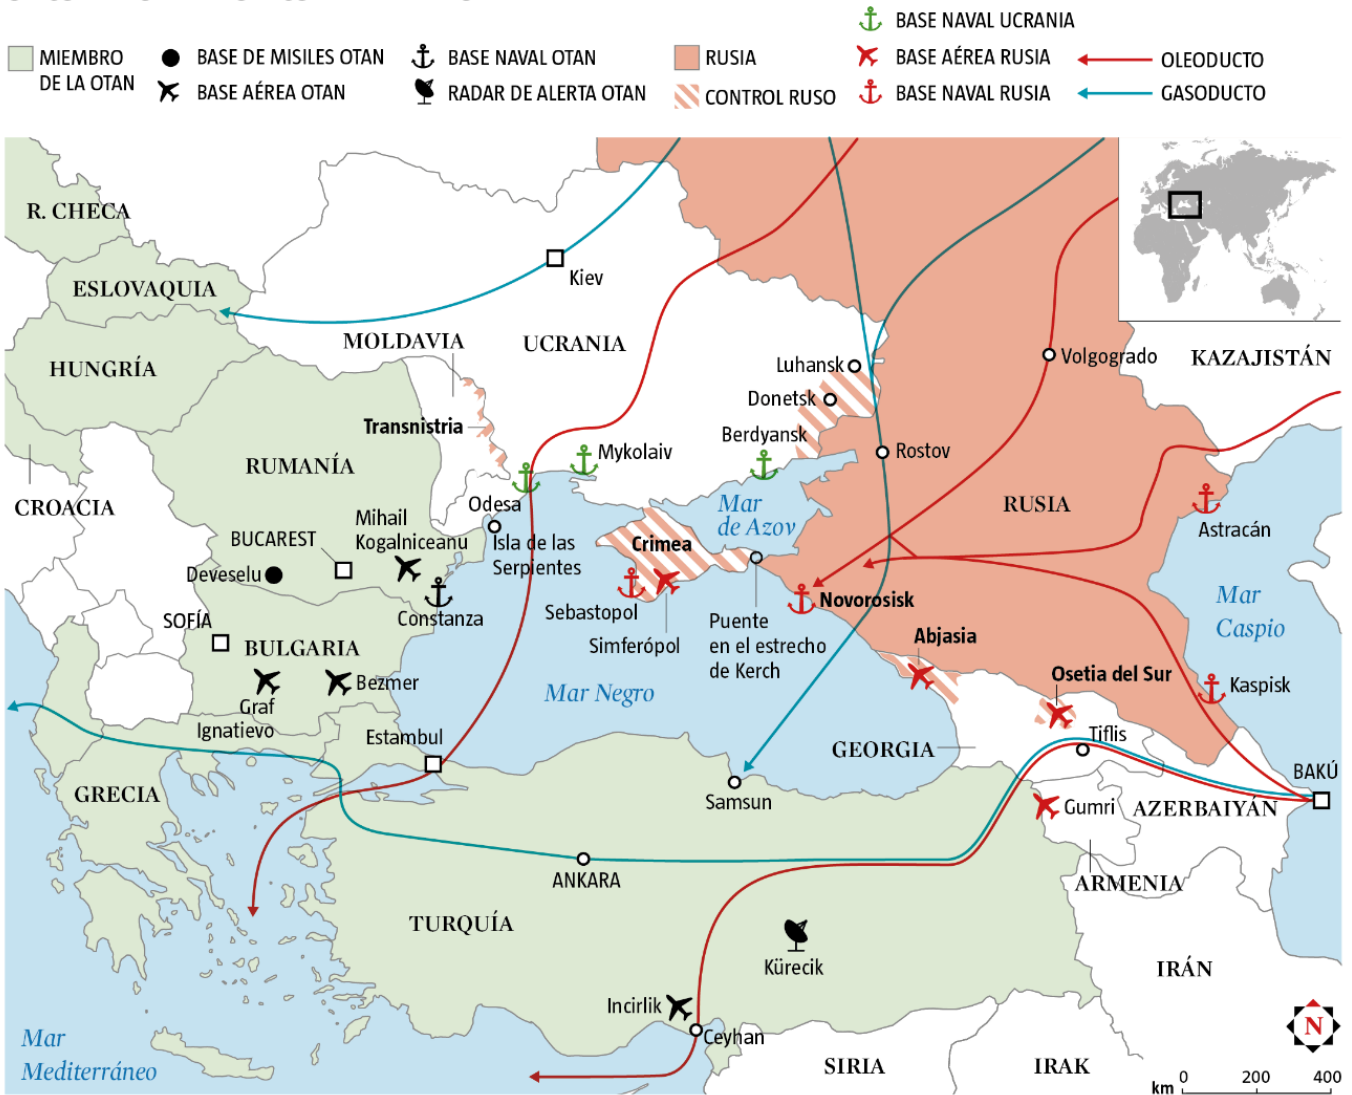 BASE NAVAL UCRANIA
MIEMBRO
DE LA OTAN
BASE DE MISILES OTAN
BASE AÉREA OTAN
BASE NAVAL OTAN
RADAR DE ALERTA OTAN
RUSIA
CONTROL RUSO
BASE AÉREA RUSIA
BASE NAVAL RUSIA
OLEODUCTO
GASODUCTO
R. CHECA
ESLOVAQUIA
Kiev
HUNGRÍA
MOLDAVIA
UCRANIA
Luhansk
Volgogrado
KAZAJISTÁN
Donetsk
Transnistria
Berdyansk
RUMANÍA
Mykolaiv
Rostov
CROACIA
Odesa
Mar
de Azov
RUSIA
Astracán
Mihail
Kogalniceanu
BUCAREST
Isla de las
Serpientes
Crimea
Deveselu
Constanza
Sebastopol
Simferópol
Puente
en el estrecho
de Kerch
Novorosisk
Mar
Caspio
SOFÍA
BULGARIA
Abjasia
Bezmer
Graf
Ignatievo
Mar Negro
Osetia del Sur
Kaspisk
Estambul
GEORGIA
Tiflis
BAKÚ
GRECIA
Samsun
Gumri
AZERBAIYÁN
ANKARA
ARMENIA
TURQUÍA
Kürecik
IRÁN
Incirlik
Ceyhan
Mar
Mediterráneo
SIRIA
IRAK
N
km 0 200 400